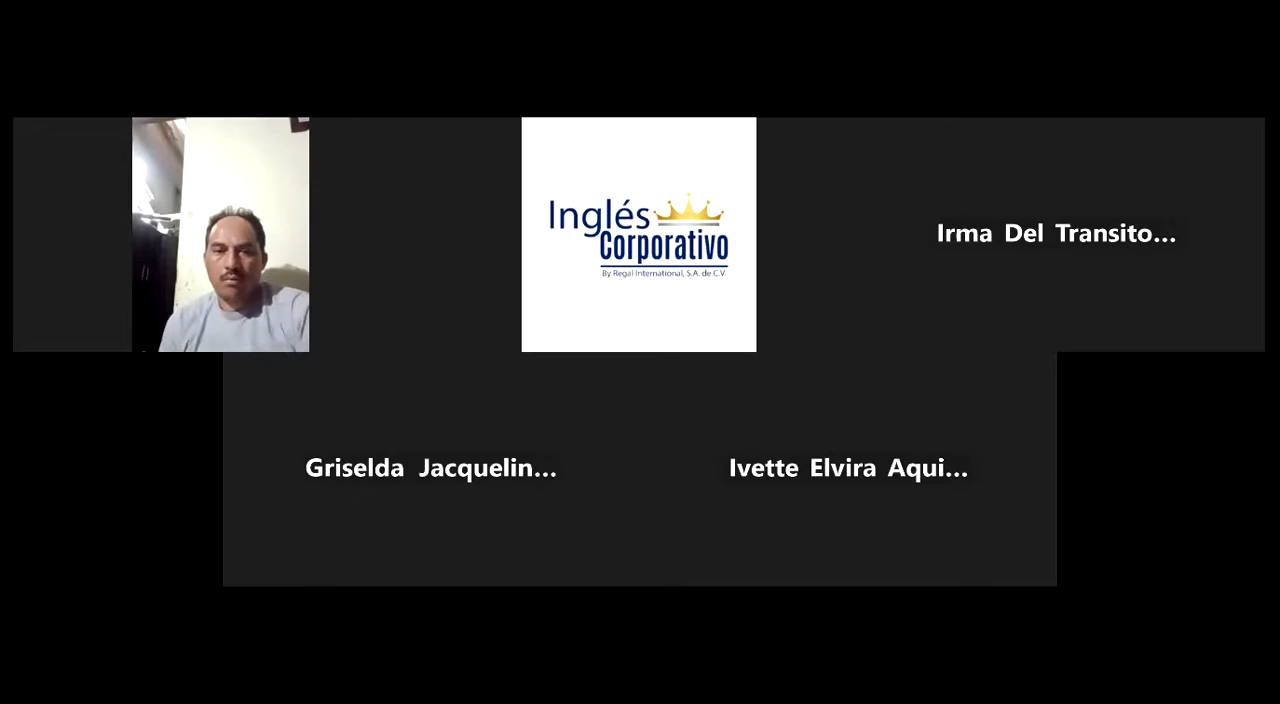 Inglés
Corporativo
By Regal International, S.A. de C.V.
Irma Del Transito...
Griselda Jacquelin...
Ivette Elvira Aqui...